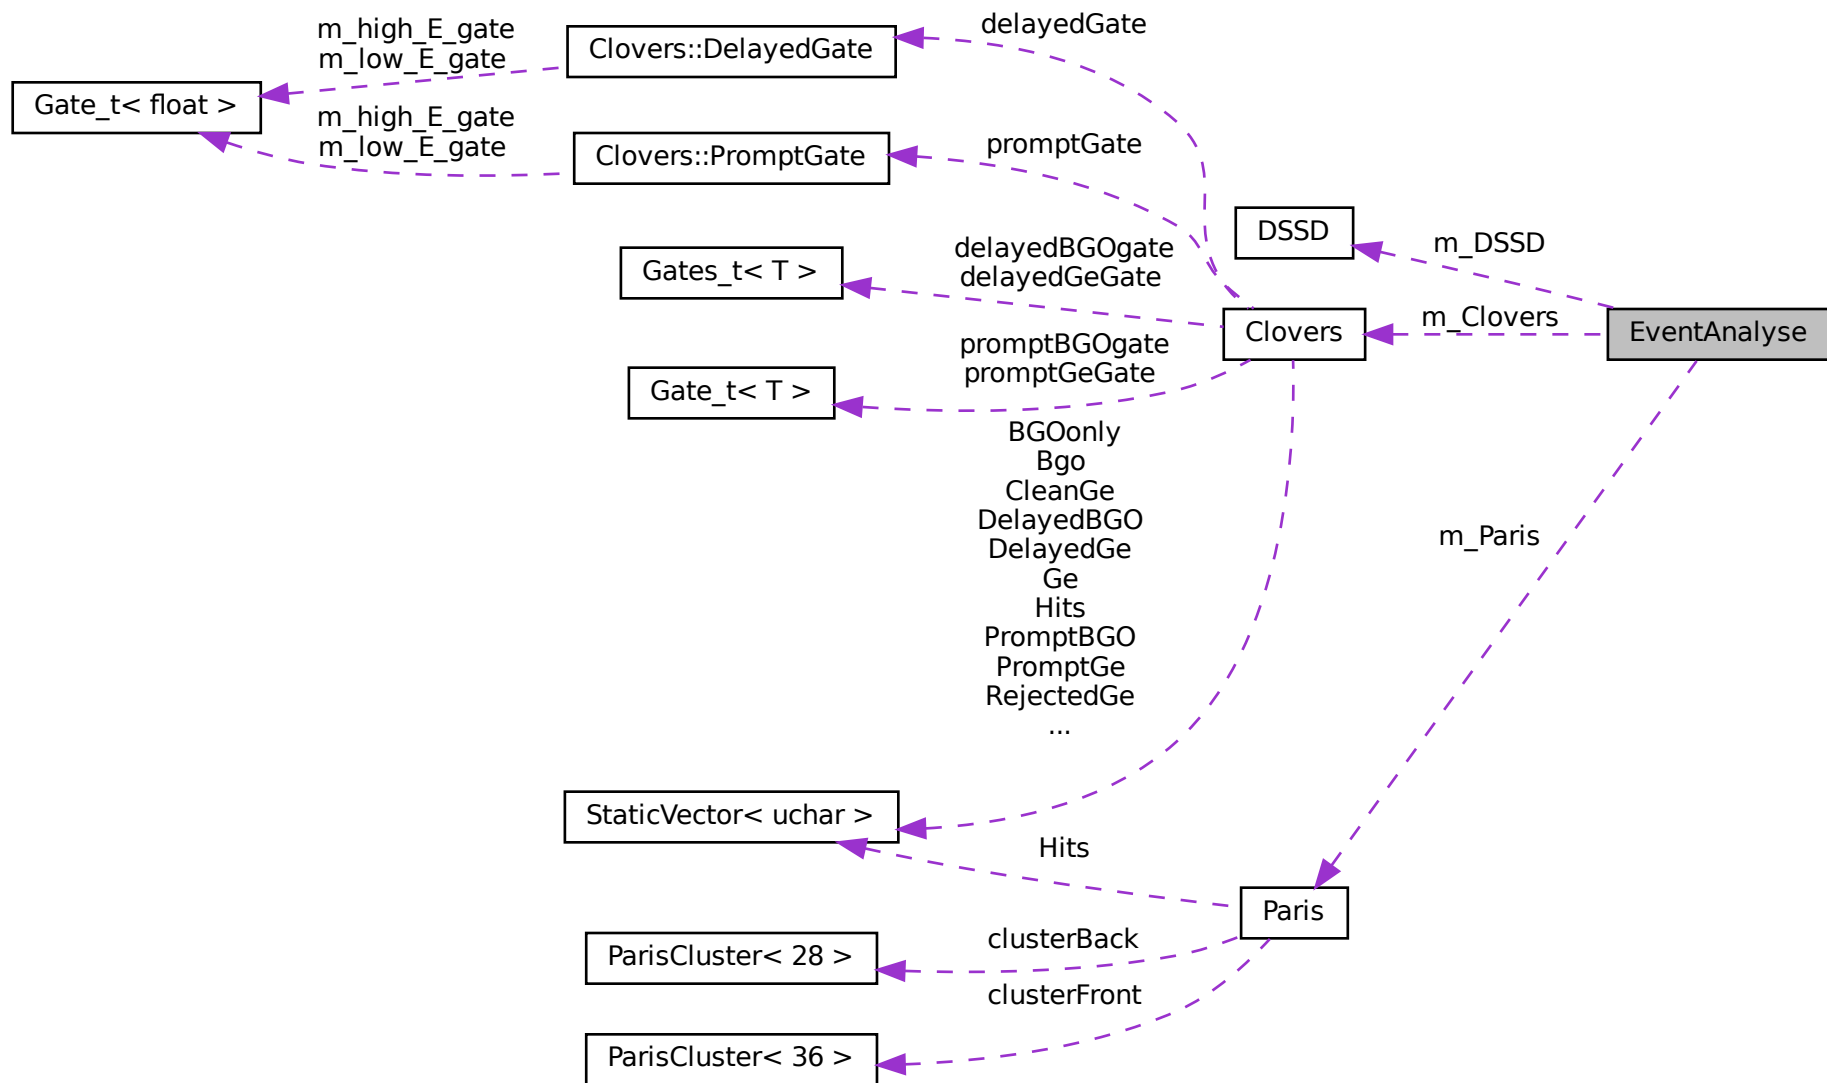 delayedGate
m_high_E_gate
m_low_E_gate
Clovers::DelayedGate
Gate_t< float >
m_high_E_gate
m_low_E_gate
Clovers::PromptGate
promptGate
DSSD
m_DSSD
delayedBGOgate
delayedGeGate
Gates_t< T >
Clovers
m_Clovers
EventAnalyse
promptBGOgate
promptGeGate
Gate_t< T >
BGOonly
Bgo
CleanGe
DelayedBGO
DelayedGe
Ge
Hits
PromptBGO
PromptGe
RejectedGe
...
m_Paris
StaticVector< uchar >
Hits
Paris
clusterBack
ParisCluster< 28 >
clusterFront
ParisCluster< 36 >